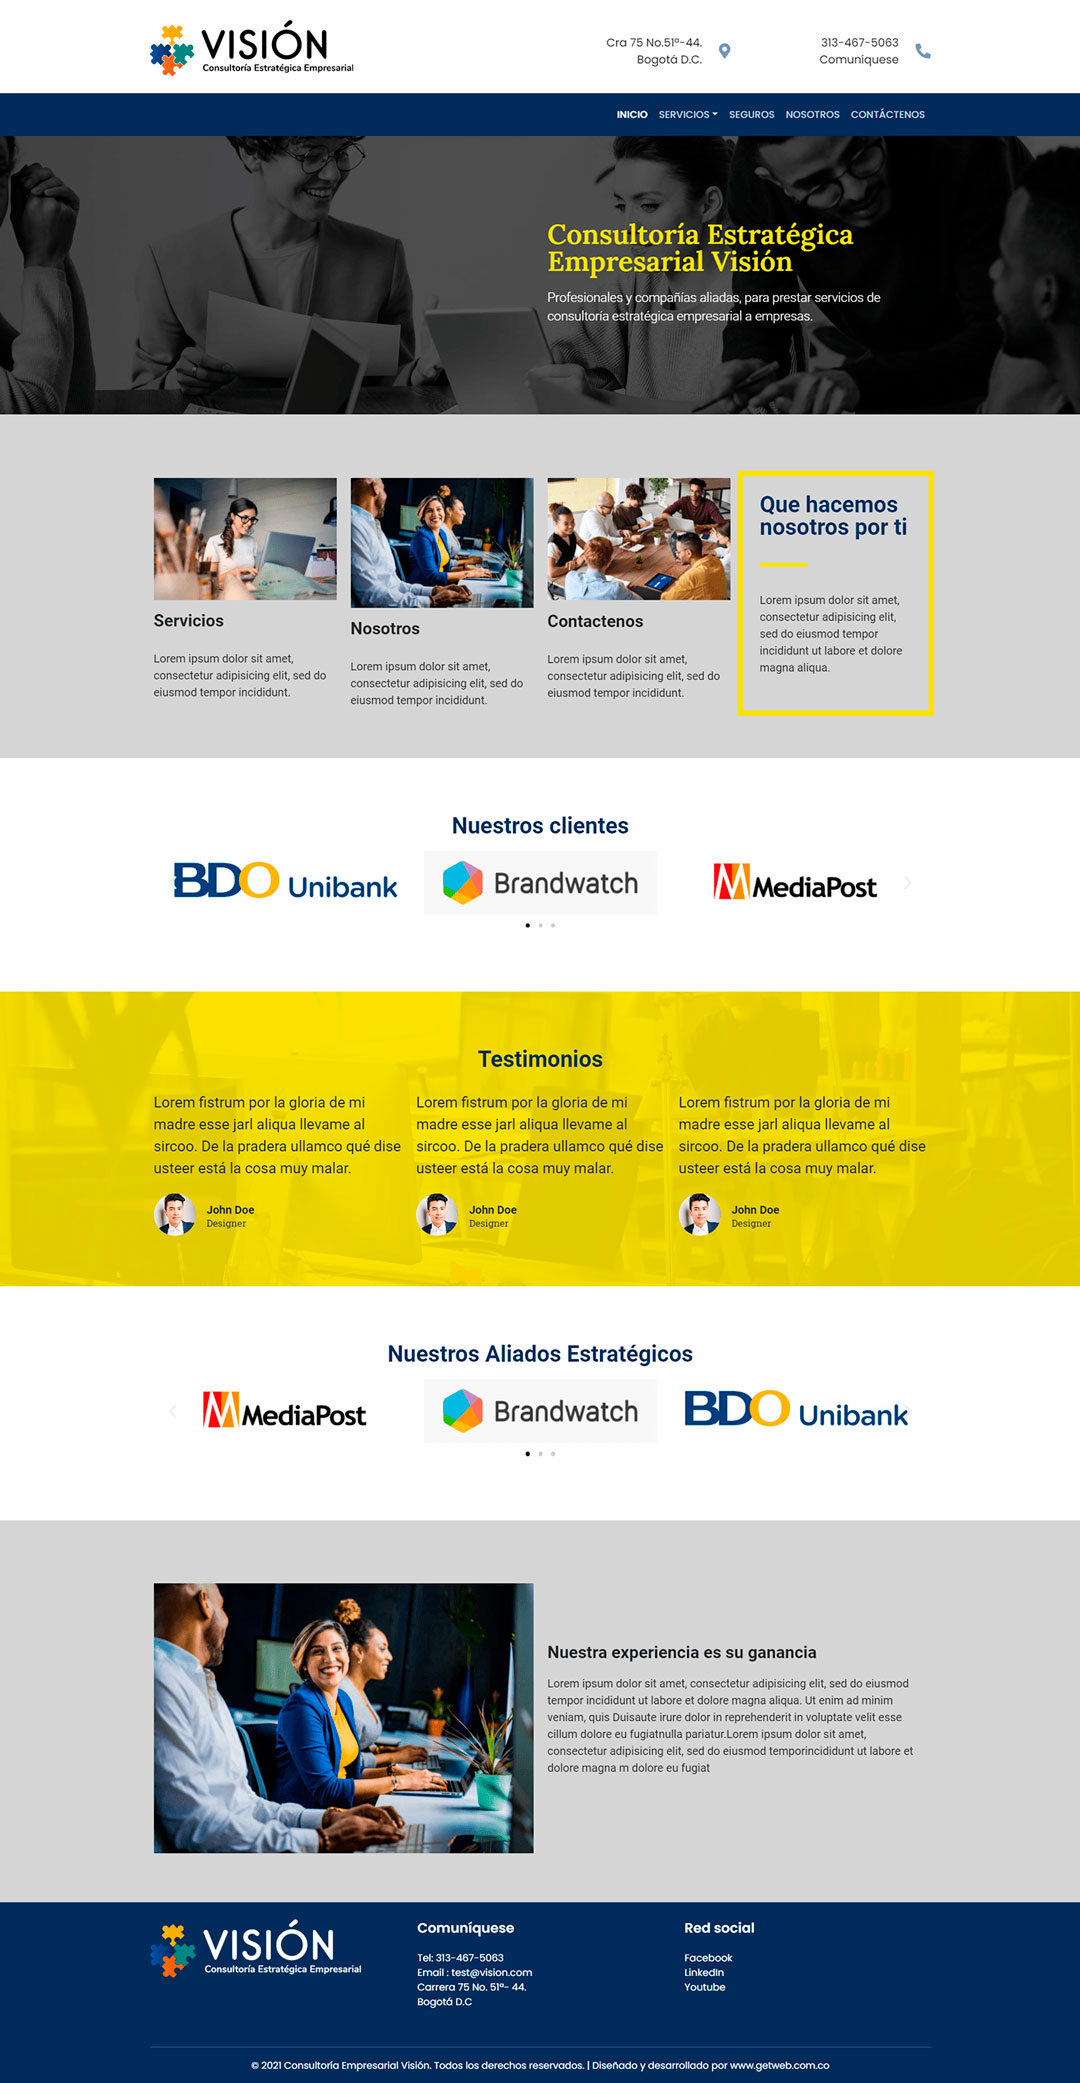 VISIÓN
Consultoría Estratégica Empresarial
Cra 75 No.51ª-44.
Bogotá D.C.
313-467-5063
Comuníquese
INICIO SERVICIOS SEGUROS NOSOTROS CONTÁCTENOS
Consultoría Estratégica
Empresarial Visión
Profesionales y compañías aliadas, para prestar servicios de
consultoría estratégica empresarial a empresas.
Servicios
Lorem ipsum dolor sit amet,
consectetur adipisicing elit, sed do
eiusmod tempor incididunt.
Nosotros
Lorem ipsum dolor sit amet,
consectetur adipisicing elit, sed do
eiusmod tempor incididunt.
Contactenos
Lorem ipsum dolor sit amet,
consectetur adipisicing elit, sed do
eiusmod tempor incididunt.
Que hacemos
nosotros por ti
Lorem ipsum dolor sit amet,
consectetur adipisicing elit,
sed do eiusmod tempor
incididunt ut labore et dolore
magna aliqua.
Nuestros clientes
BDO Unibank
Brandwatch
MediaPost
Testimonios
Lorem fistrum por la gloria de mi
madre esse jarl aliqua llevame al
sircoo. De la pradera ullamco qué dise
usteer está la cosa muy malar.
John Doe
Designer
Lorem fistrum por la gloria de mi
madre esse jarl aliqua llevame al
sircoo. De la pradera ullamco qué dise
usteer está la cosa muy malar.
John Doe
Designer
Lorem fistrum por la gloria de mi
madre esse jarl aliqua llevame al
sircoo. De la pradera ullamco qué dise
usteer está la cosa muy malar.
John Doe
Designer
Nuestros Aliados Estratégicos
MediaPost
Brandwatch
BDO Unibank
Nuestra experiencia es su ganancia
Lorem ipsum dolor sit amet, consectetur adipisicing elit, sed do eiusmod
tempor incididunt ut labore et dolore magna aliqua. Ut enim ad minim
veniam, quis Duisaute irure dolor in reprehenderit in voluptate velit esse
cillum dolore eu fugiatnulla pariatur.Lorem ipsum dolor sit amet,
consectetur adipisicing elit, sed do eiusmod temporincididunt ut labore et
dolore magna m dolore eu fugiat
VISIÓN
Consultoría Estratégica Empresarial
Comuníquese
Tel: 313-467-5063
Email : test@vision.com
Carrera 75 No. 51ª- 44.
Bogotá D.C
Red social
Facebook
LinkedIn
Youtube
© 2021 Consultoría Empresarial Visión. Todos los derechos reservados. | Diseñado y desarrollado por www.getweb.com.co